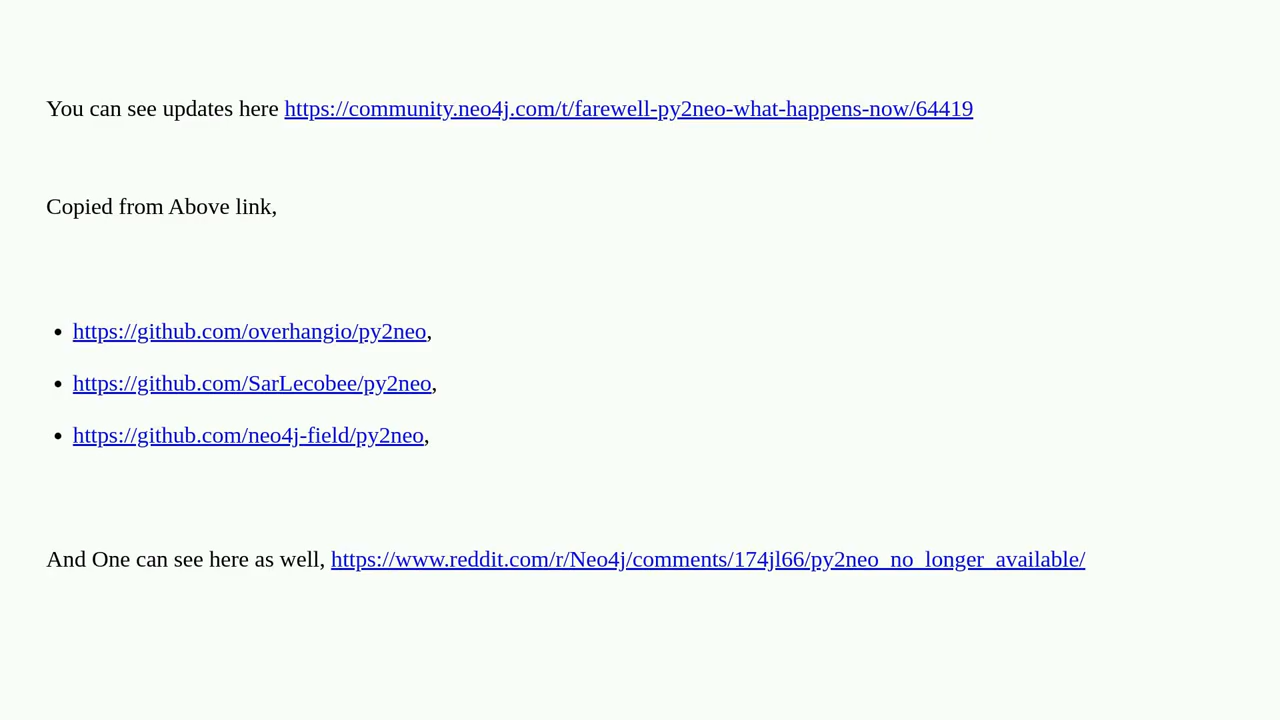 You can see updates here https://community.neo4j.com/t/farewell-py2neo-what-happens-now/64419
Copied from Above link,
• https://github.com/overhangio/py2neo,
• https://github.com/SarLecobee/py2neo,
• https://github.com/neo4j-field/py2neo,
And One can see here as well, https://www.reddit.com/r/Neo4j/comments/174jl66/py2neo_no_longer_available/